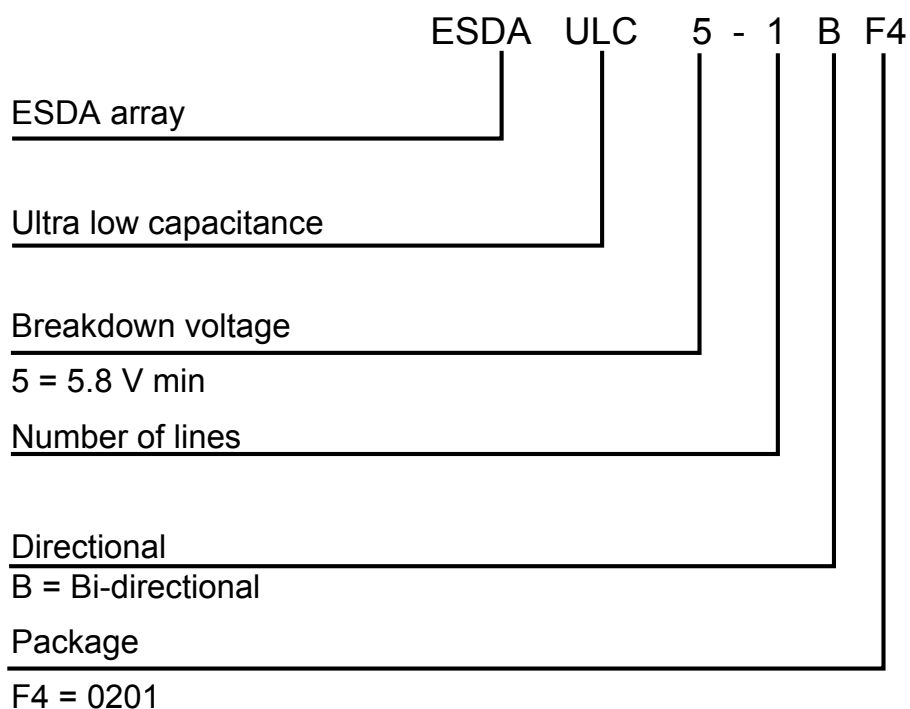 ESDA ULC 5 - 1 B F4
ESDA array
Ultra low capacitance
Breakdown voltage
5 = 5.8 V min
Number of lines
Directional
B = Bi-directional
Package
F4 = 0201